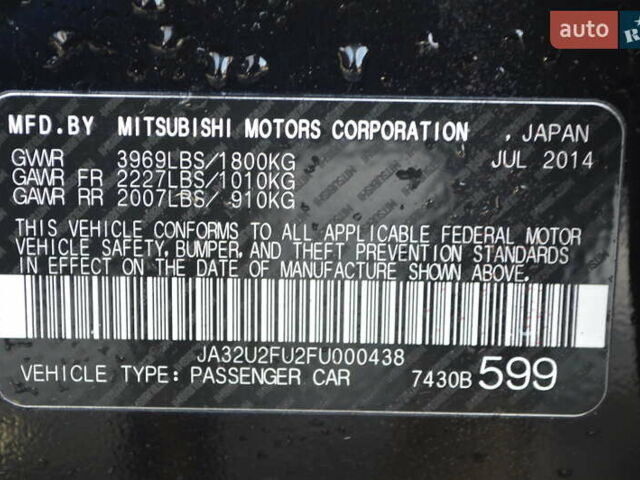 auto
MFD.BY MITSUBISHI MOTORS CORPORATION , JAPAN
GVWR 3969LBS/1800KG JUL 2014
GAWR FR 2227LBS/1010KG
GAWR RR 2007LBS/ 910KG
THIS VEHICLE CONFORMS TO ALL APPLICABLE FEDERAL MOTOR
VEHICLE SAFETY, BUMPER, AND THEFT PREVENTION STANDARDS
IN EFFECT ON THE DATE OF MANUFACTURE SHOWN ABOVE.
JA32U2FU2FU000438
VEHICLE TYPE: PASSENGER CAR 7430B 599